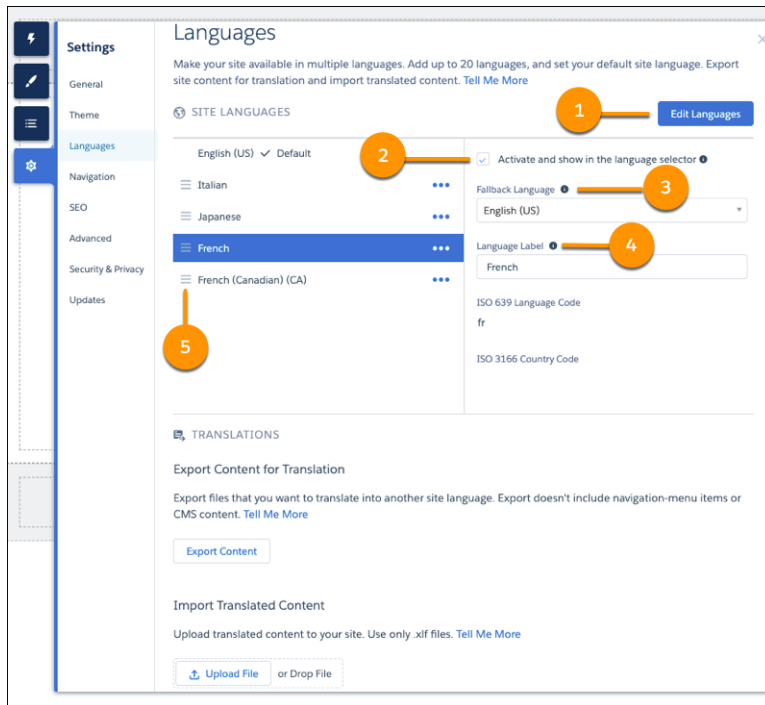 Languages
Settings
Make your site available in multiple languages. Add up to 20 languages, and set your default site language. Export
site content for translation and import translated content. Tell Me More
General
Theme
Languages
Navigation
SEO
Advanced
Security & Privacy
Updates
SITE LANGUAGES
1
Edit Languages
English (US) Default
Italian
Japanese
French
French (Canadian) (CA)
5
2
Activate and show in the language selector
Fallback Language
3
English (US)
Language Label
4
French
ISO 639 Language Code
fr
ISO 3166 Country Code
TRANSLATIONS
Export Content for Translation
Export files that you want to translate into another site language. Export doesn't include navigation-menu items or
CMS content. Tell Me More
Export Content
Import Translated Content
Upload translated content to your site. Use only .xlf files. Tell Me More
Upload File or Drop File